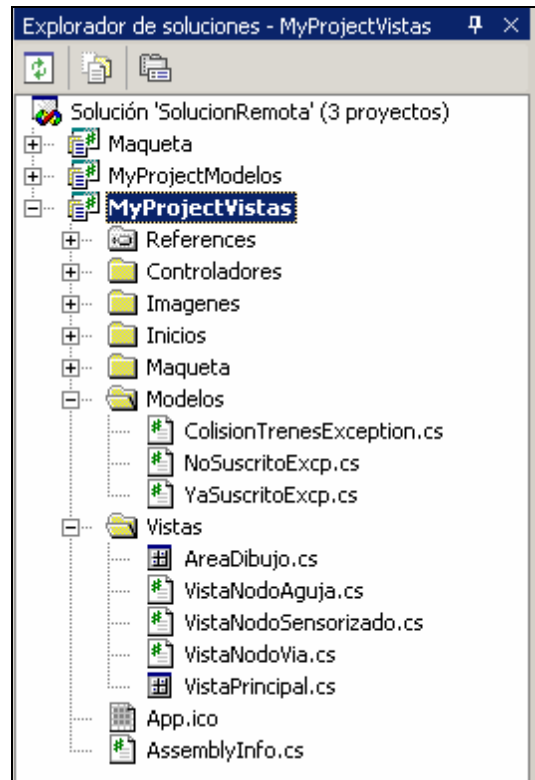 Explorador de soluciones - MyProjectVistas
Solución 'SolucionRemota' (3 proyectos)
Maqueta
MyProjectModelos
MyProjectVistas
References
Controladores
Imagenes
Inicios
Maqueta
Modelos
ColisionTrenesException.cs
NoSuscritoExcp.cs
YaSuscritoExcp.cs
Vistas
AreaDibujo.cs
VistaNodoAguja.cs
VistaNodoSensorizado.cs
VistaNodoVia.cs
VistaPrincipal.cs
App.ico
AssemblyInfo.cs